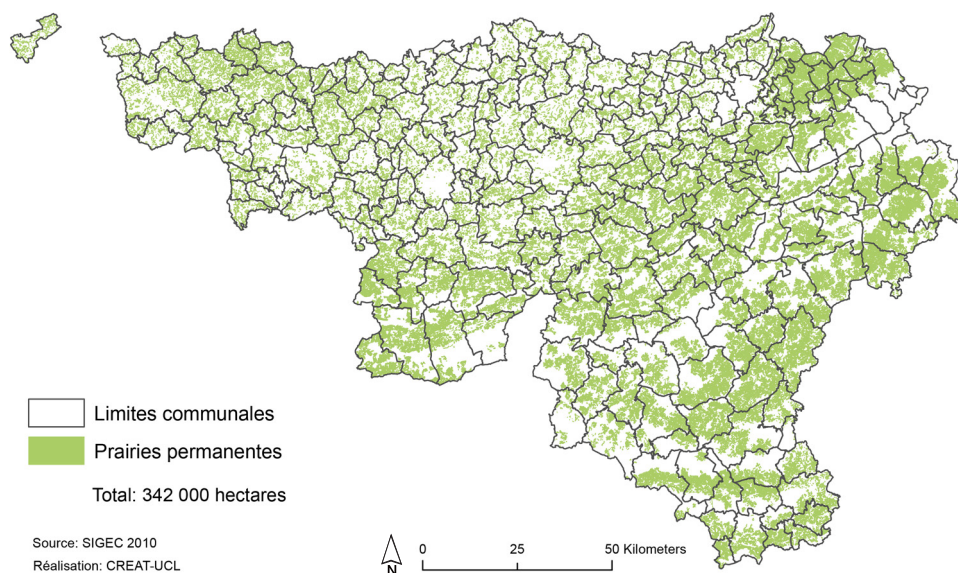 Limites communales
Prairies permanentes
Total: 342 000 hectares
Source: SIGEC 2010
Réalisation: CREAT-UCL
N
0 25 50 Kilometers